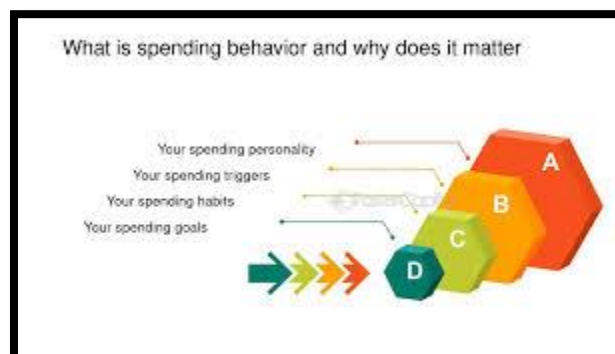 What is spending behavior and why does it matter
Your spending personality
Your spending triggers
Your spending habits
Your spending goals
A
B
C
D